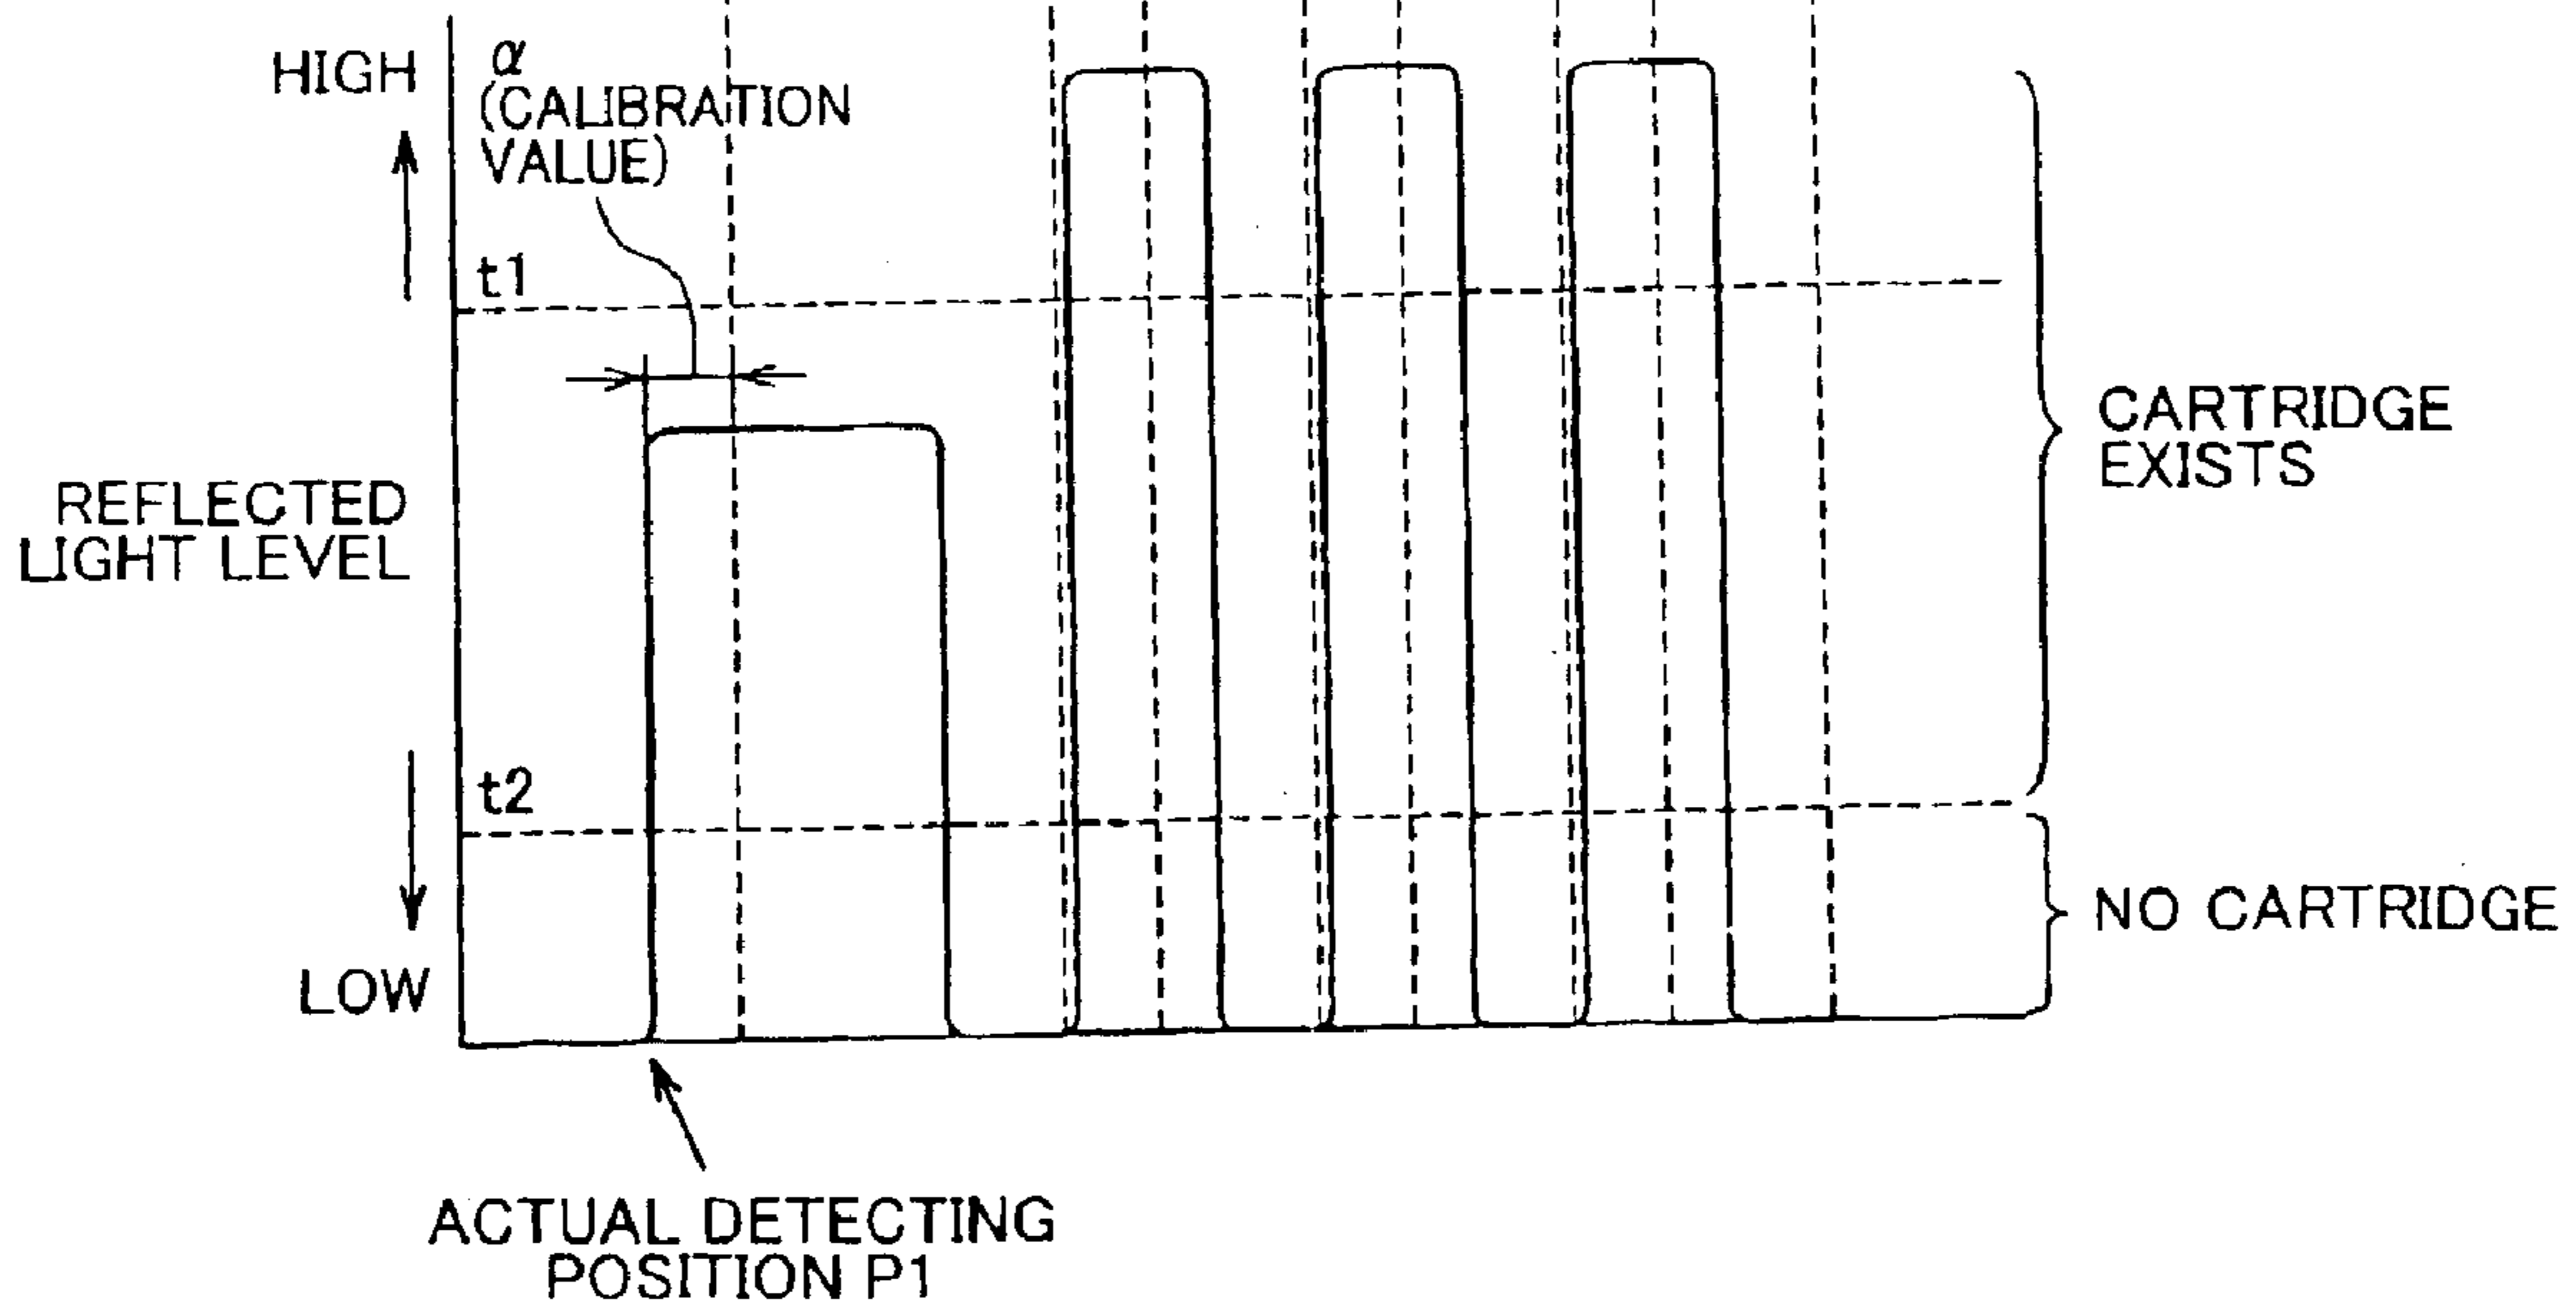 HIGH
α
(CALIBRATION
VALUE)
t1
REFLECTED
LIGHT LEVEL
CARTRIDGE
EXISTS
t2
NO CARTRIDGE
LOW
ACTUAL DETECTING
POSITION P1